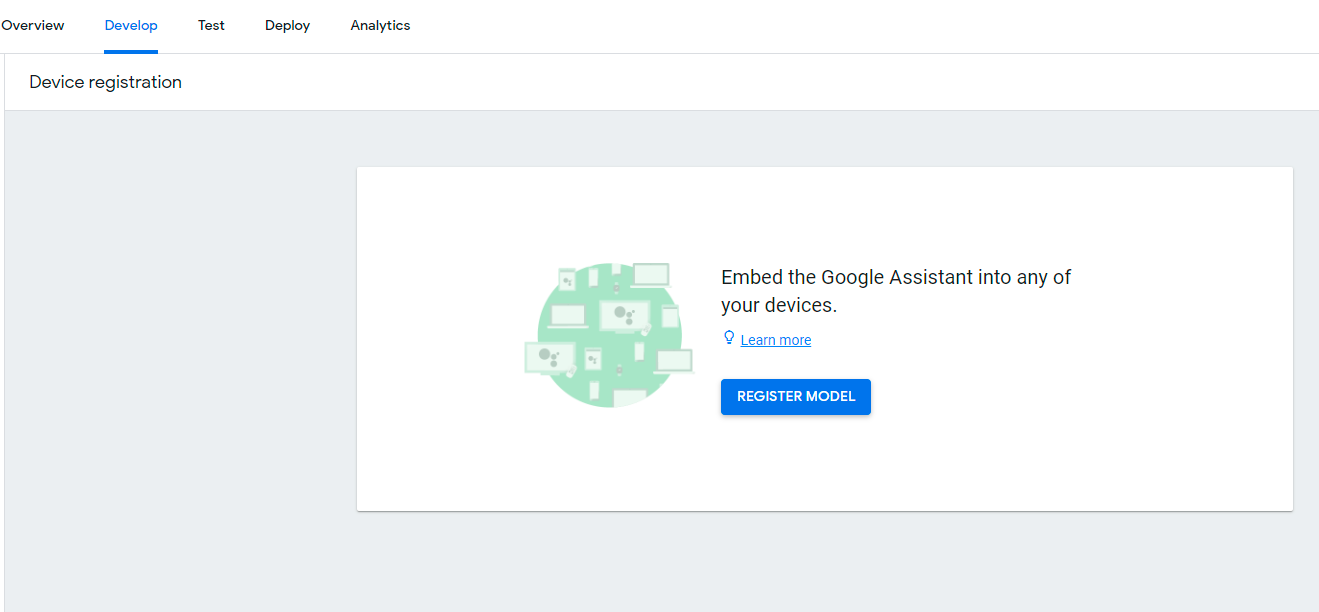 Overview Develop Test Deploy Analytics
Device registration
Embed the Google Assistant into any of
your devices.
Learn more
REGISTER MODEL